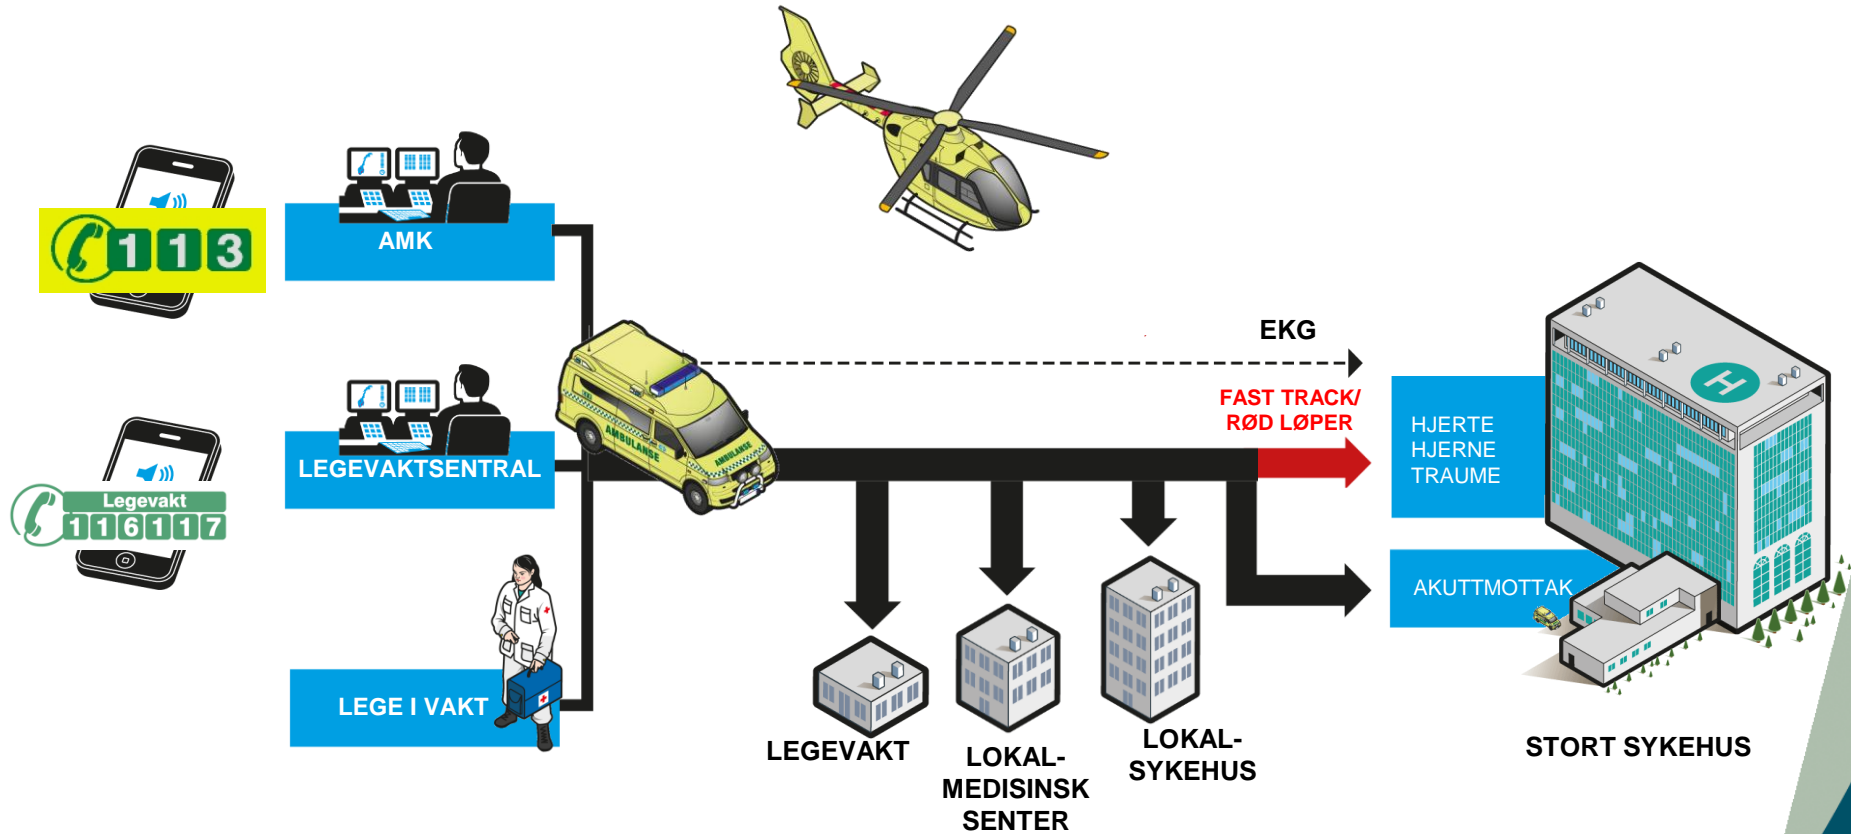 113
AMK
Legevakt
116117
LEGEVAKTSENTRAL
LEGE I VAKT
AMBULANSE
AMBULANSE
EKG
FAST TRACK/
RØD LØPER
HJERTE
HJERNE
TRAUME
AKUTTMOTTAK
H
LEGEVAKT
LOKAL-
MEDISINSK
SENTER
LOKAL-
SYKEHUS
STORT SYKEHUS